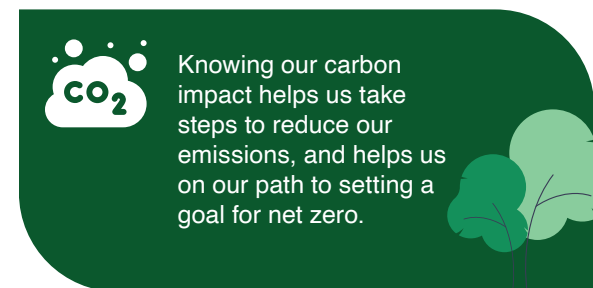 CO2
Knowing our carbon
impact helps us take
steps to reduce our
emissions, and helps us
on our path to setting a
goal for net zero.